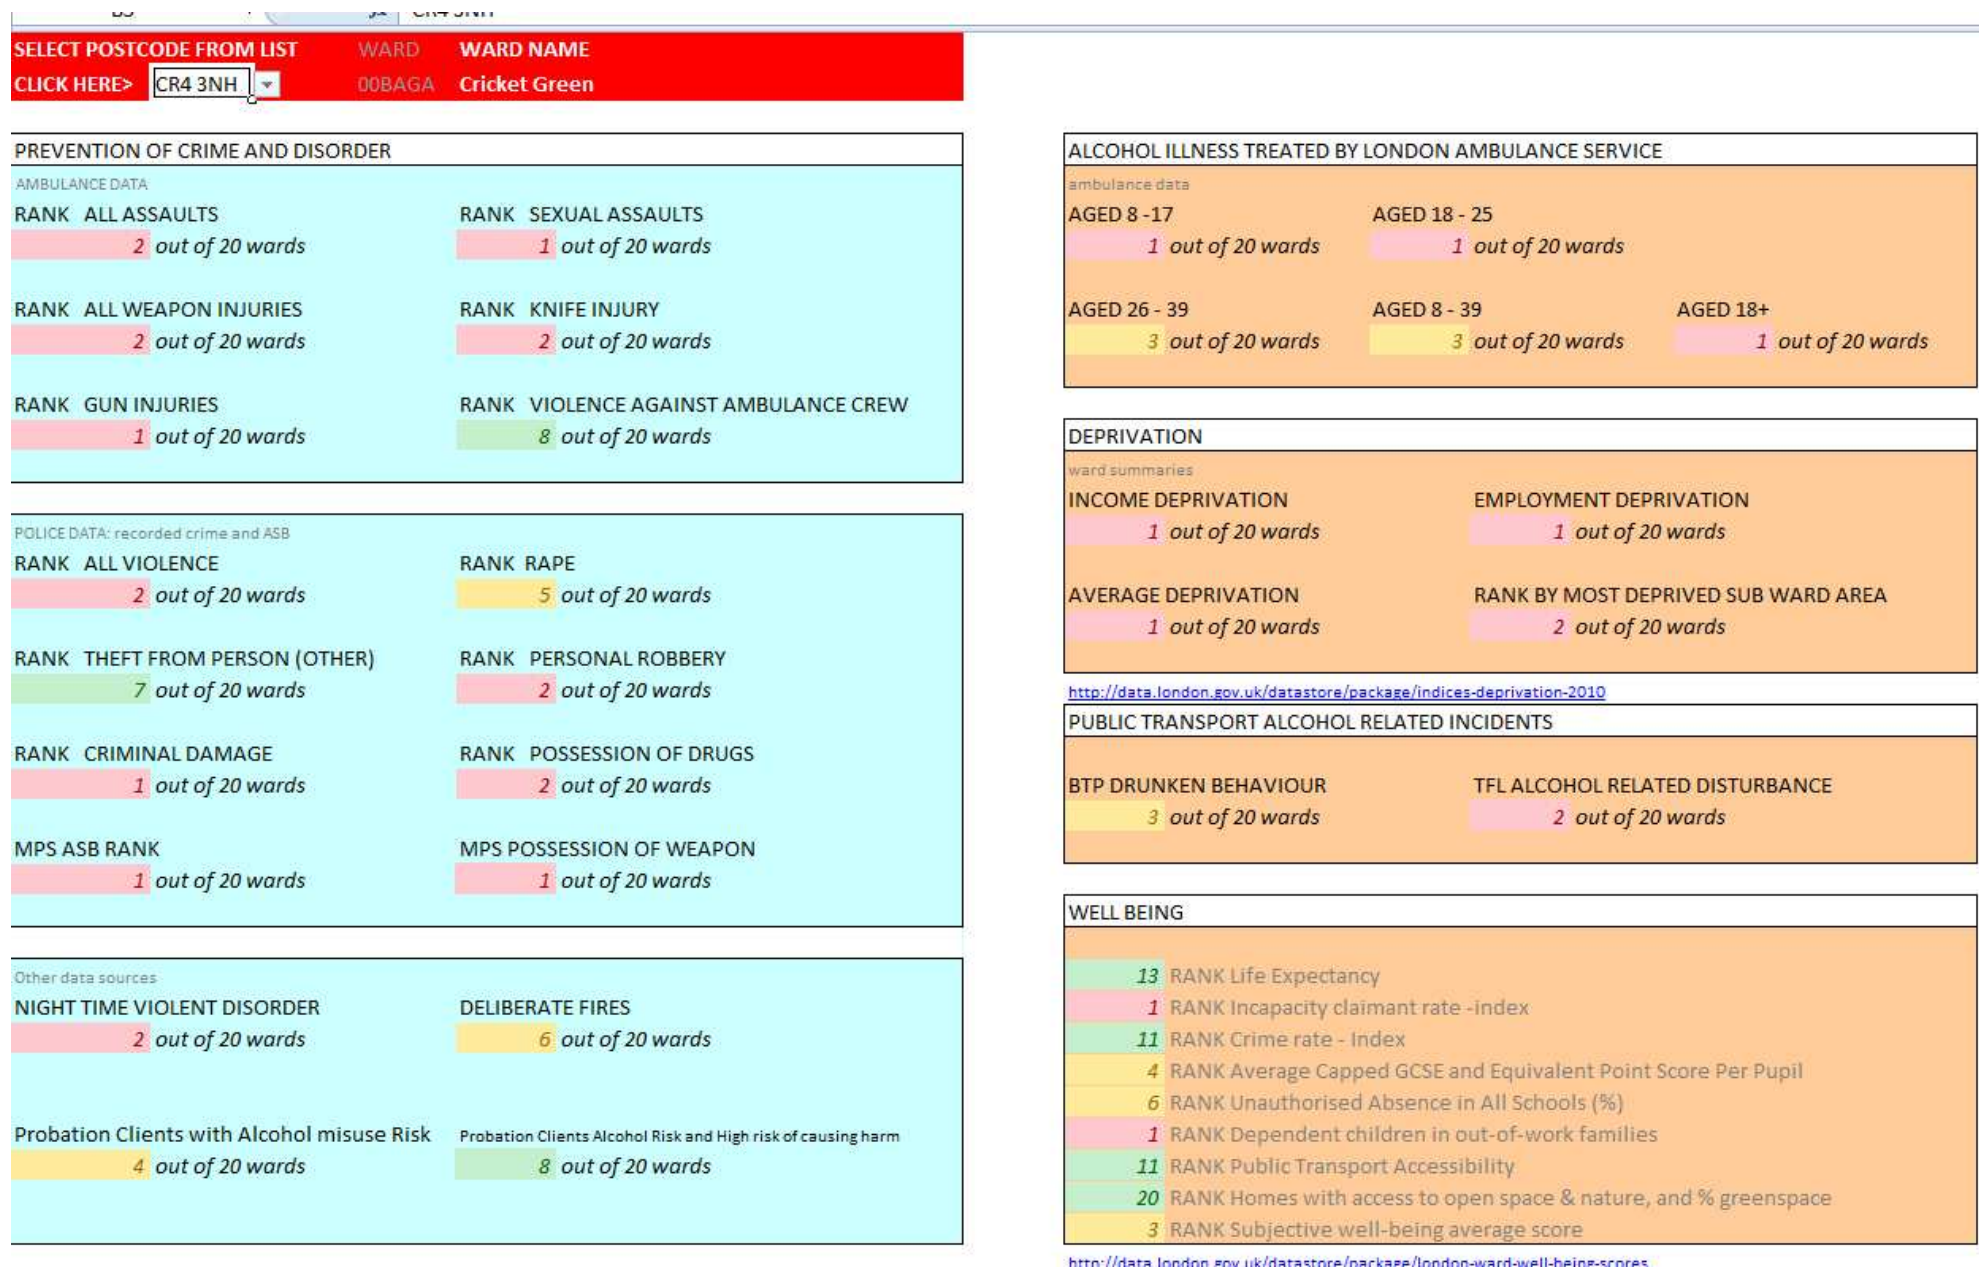 CR4 3NH
SELECT POSTCODE FROM LIST WARD WARD NAME
CLICK HERE> CR4 3NH 00BAGA Cricket Green
PREVENTION OF CRIME AND DISORDER
AMBULANCE DATA
RANK ALL ASSAULTS RANK SEXUAL ASSAULTS
2 out of 20 wards 1 out of 20 wards
RANK ALL WEAPON INJURIES RANK KNIFE INJURY
2 out of 20 wards 2 out of 20 wards
RANK GUN INJURIES RANK VIOLENCE AGAINST AMBULANCE CREW
1 out of 20 wards 8 out of 20 wards
POLICE DATA: recorded crime and ASB
RANK ALL VIOLENCE RANK RAPE
2 out of 20 wards 5 out of 20 wards
RANK THEFT FROM PERSON (OTHER) RANK PERSONAL ROBBERY
7 out of 20 wards 2 out of 20 wards
RANK CRIMINAL DAMAGE RANK POSSESSION OF DRUGS
1 out of 20 wards 2 out of 20 wards
MPS ASB RANK MPS POSSESSION OF WEAPON
1 out of 20 wards 1 out of 20 wards
Other data sources
NIGHT TIME VIOLENT DISORDER DELIBERATE FIRES
2 out of 20 wards 6 out of 20 wards
Probation Clients with Alcohol misuse Risk Probation Clients Alcohol Risk and High risk of causing harm
4 out of 20 wards 8 out of 20 wards
ALCOHOL ILLNESS TREATED BY LONDON AMBULANCE SERVICE
ambulance data
AGED 8 -17 AGED 18 - 25
1 out of 20 wards 1 out of 20 wards
AGED 26 - 39 AGED 8 - 39 AGED 18+
3 out of 20 wards 3 out of 20 wards 1 out of 20 wards
DEPRIVATION
ward summaries
INCOME DEPRIVATION EMPLOYMENT DEPRIVATION
1 out of 20 wards 1 out of 20 wards
AVERAGE DEPRIVATION RANK BY MOST DEPRIVED SUB WARD AREA
1 out of 20 wards 2 out of 20 wards
http://data.london.gov.uk/datastore/package/indices-deprivation-2010
PUBLIC TRANSPORT ALCOHOL RELATED INCIDENTS
BTP DRUNKEN BEHAVIOUR TFL ALCOHOL RELATED DISTURBANCE
3 out of 20 wards 2 out of 20 wards
WELL BEING
13 RANK Life Expectancy
1 RANK Incapacity claimant rate -index
11 RANK Crime rate - Index
4 RANK Average Capped GCSE and Equivalent Point Score Per Pupil
6 RANK Unauthorised Absence in All Schools (%)
1 RANK Dependent children in out-of-work families
11 RANK Public Transport Accessibility
20 RANK Homes with access to open space & nature, and % greenspace
3 RANK Subjective well-being average score
http://data.london.gov.uk/datastore/package/london-ward-well-being-scores